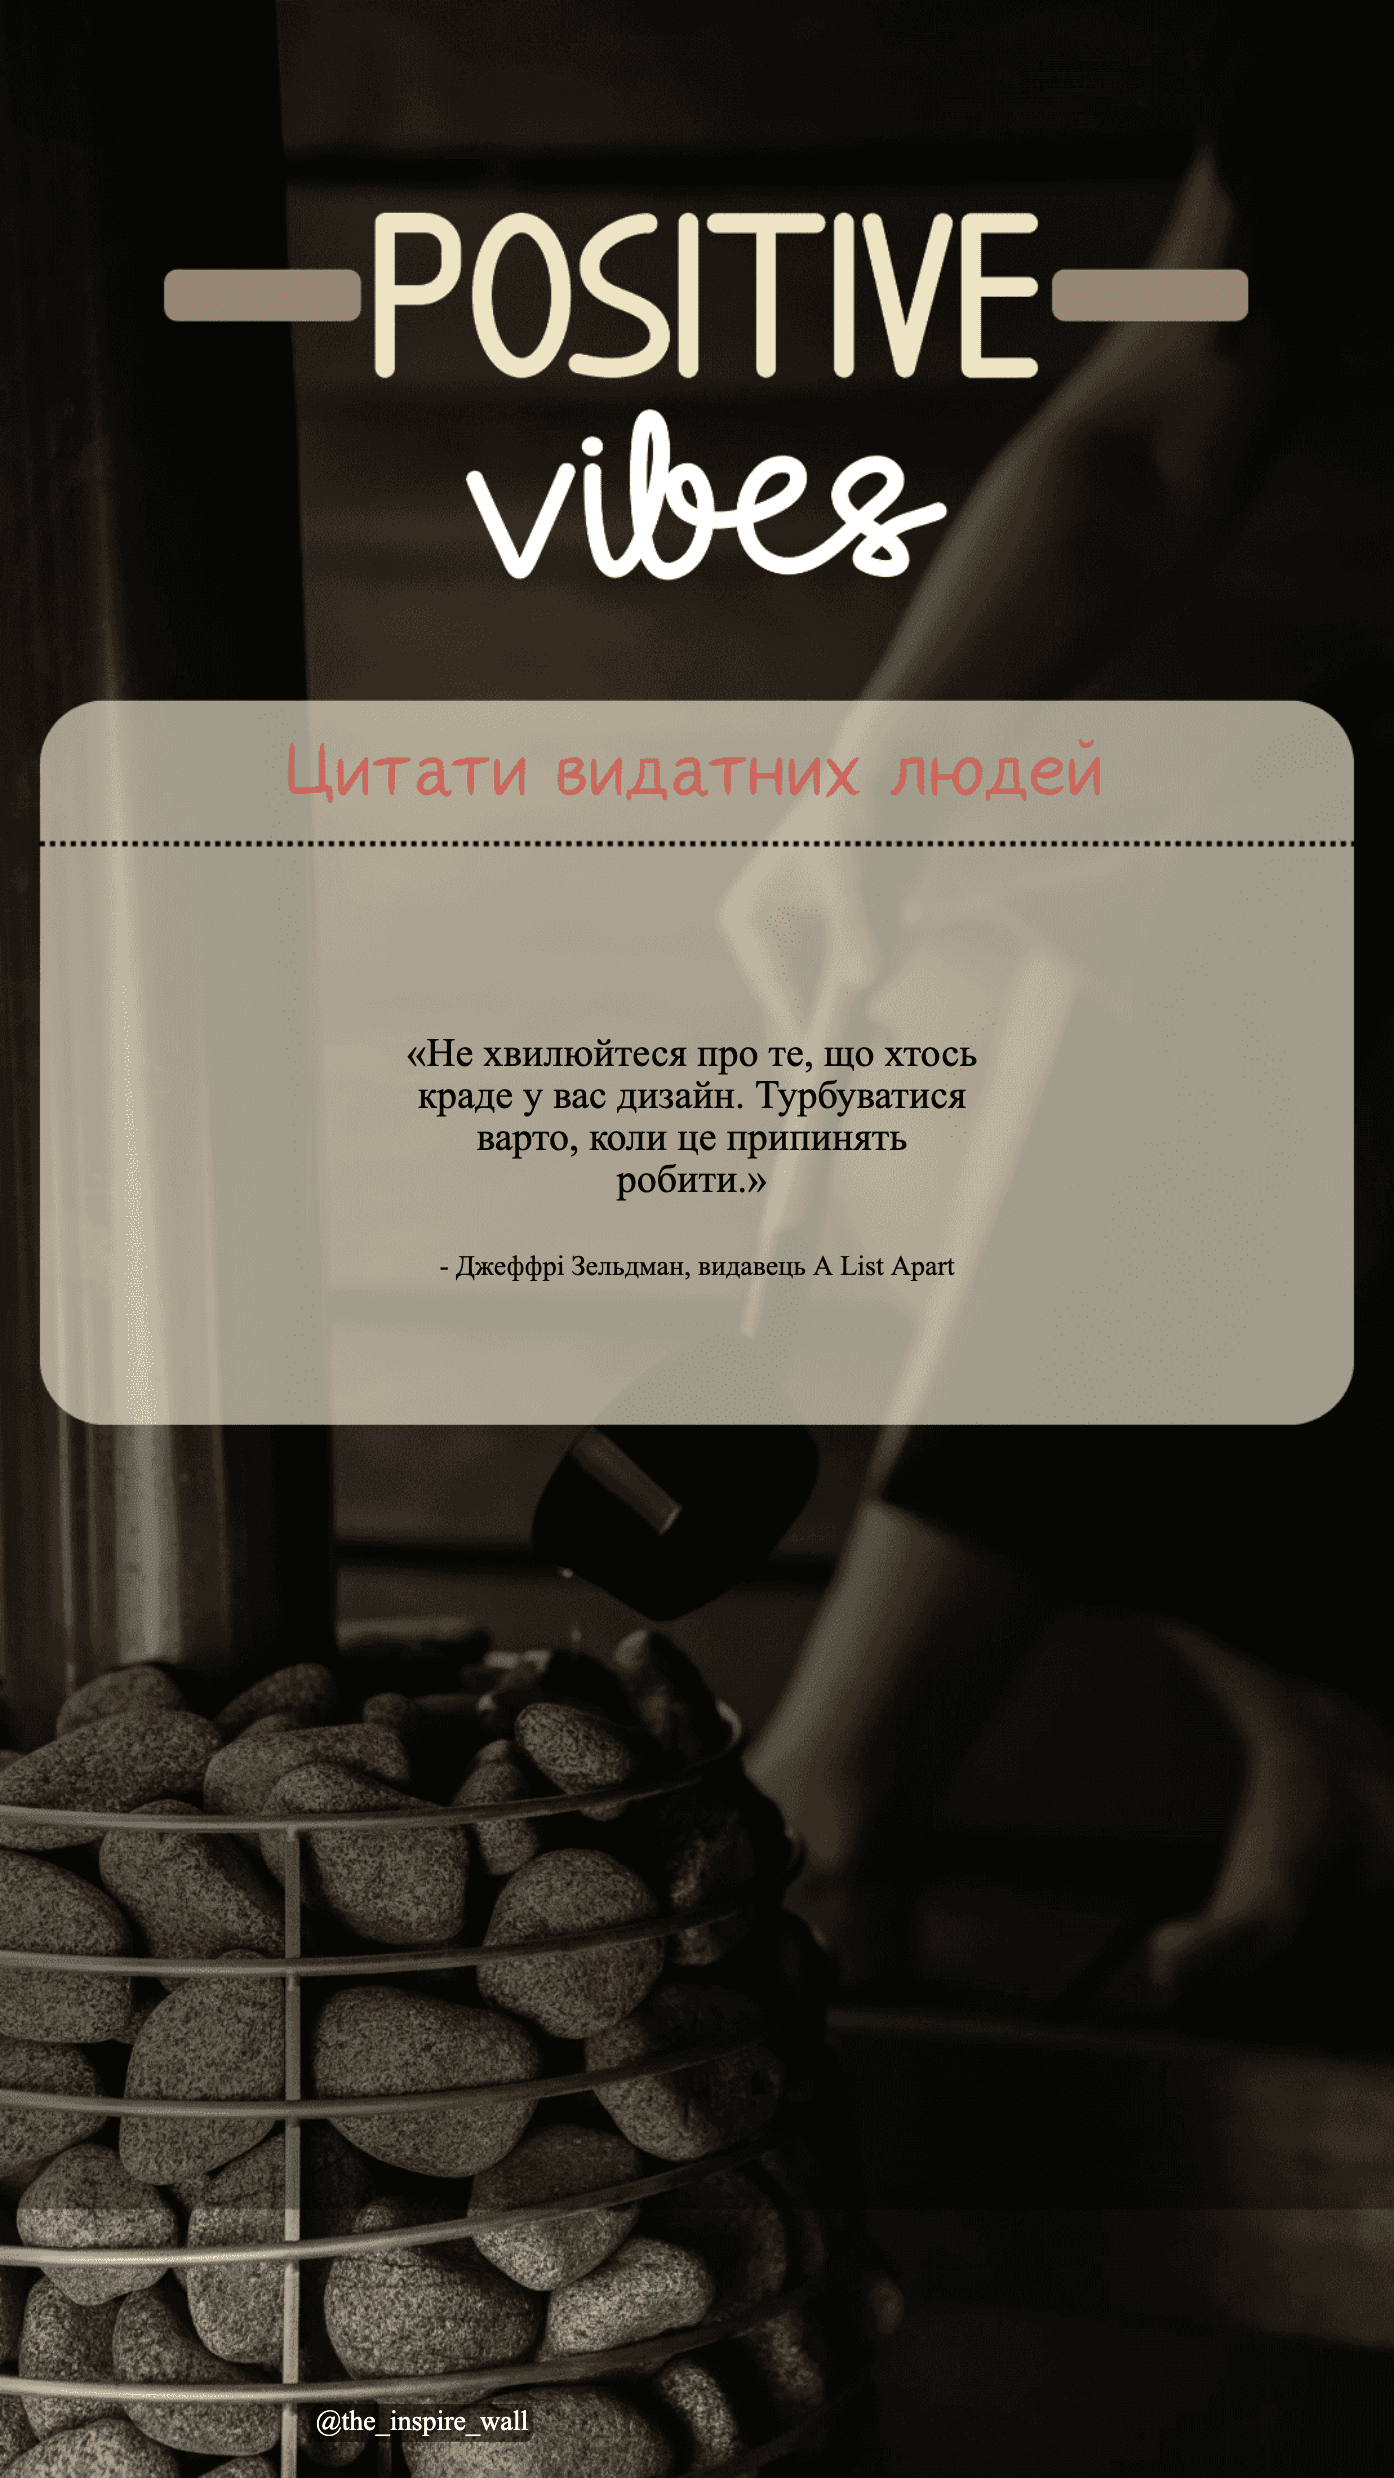 POSITIVE
vibes
Цитати видатних людей
«Не хвилюйтеся про те, що хтось
краде у вас дизайн. Турбуватися
варто, коли це припинять
робити.»
- Джеффрі Зельдман, видавець A List Apart
@the_inspire_wall